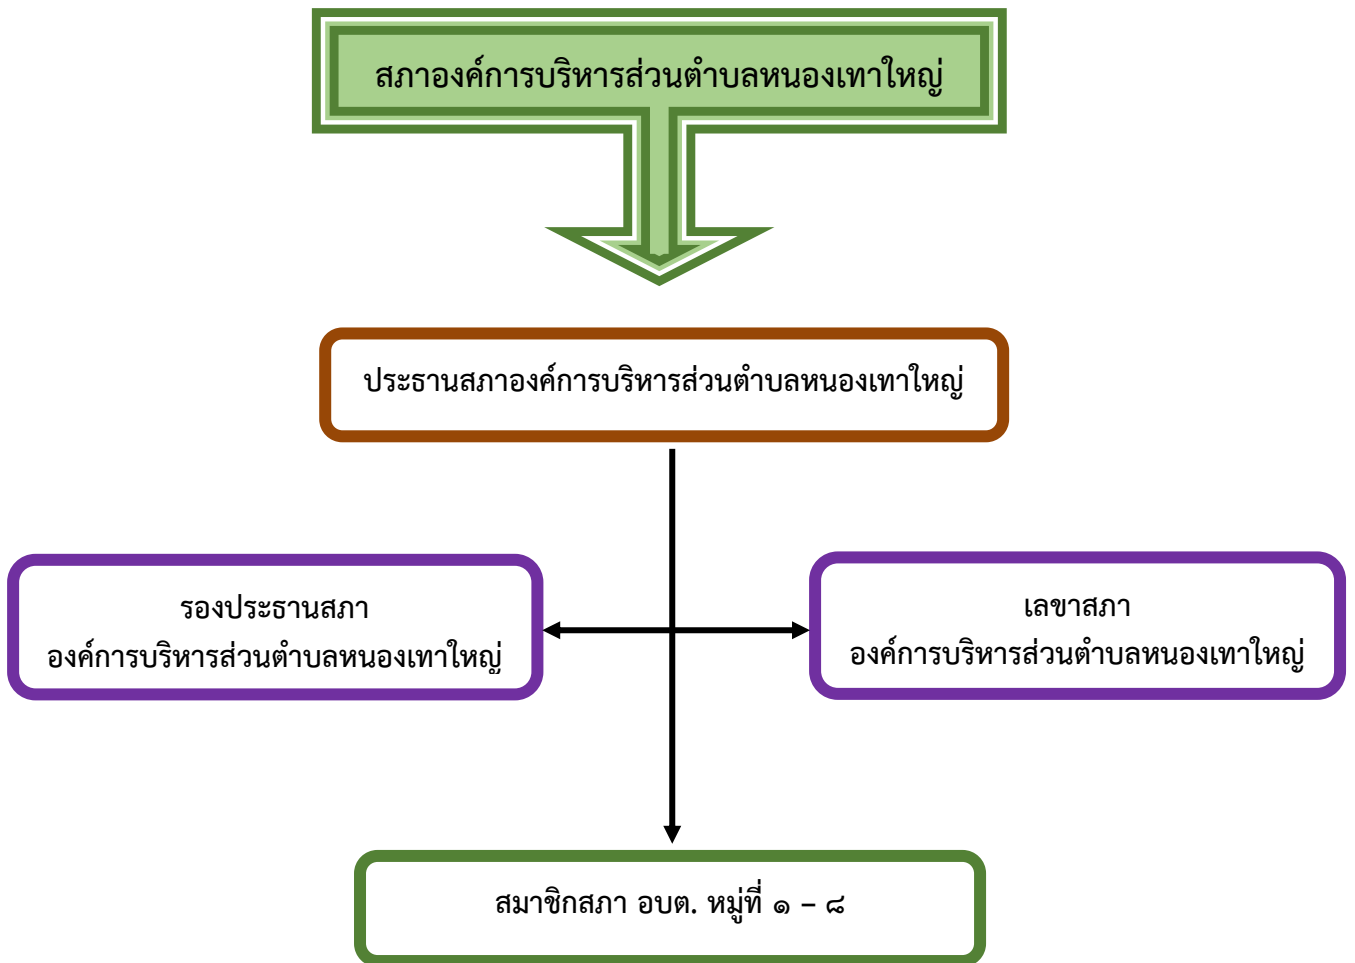 สภาองค์การบริหารส่วนตำบลหนองเทาใหญ่
ประธานสภาองค์การบริหารส่วนตำบลหนองเทาใหญ่
รองประธานสภา
องค์การบริหารส่วนตำบลหนองเทาใหญ่
เลขาสภา
องค์การบริหารส่วนตำบลหนองเทาใหญ่
สมาชิกสภา อบต. หมู่ที่ ๑ – ๘